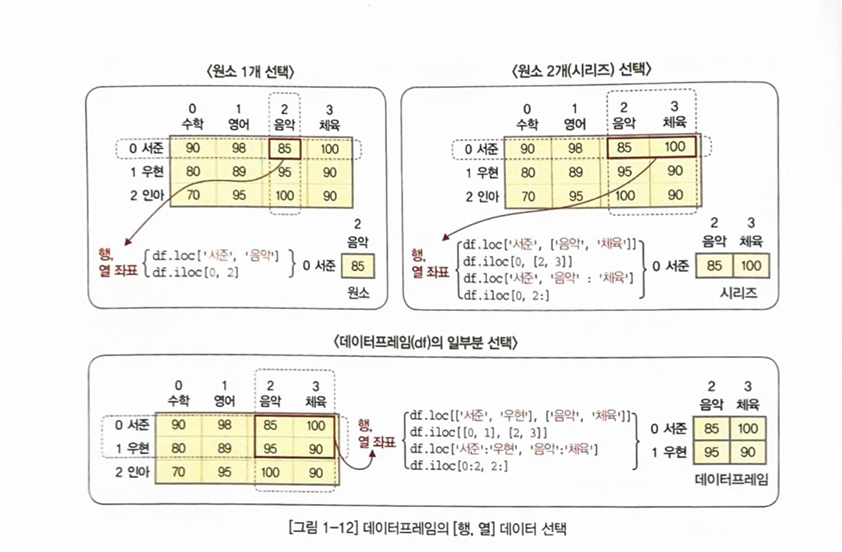 <원소 1개 선택>
0 1 2 3
수학 영어 음악 체육
0 서준 90 98 85 100
1 우현 80 89 95 90
2 인아 70 95 100 90
행,
열 좌표
df.loc['서준', '음악']
df.iloc[0, 2]
2
음악
0 서준 85
원소
<원소 2개(시리즈) 선택>
0 1 2 3
수학 영어 음악 체육
0 서준 90 98 85 100
1 우현 80 89 95 90
2 인아 70 95 100 90
행,
열 좌표
df.loc['서준', ['음악', '체육']]
df.iloc[0, [2, 3]]
df.loc['서준', '음악' : '체육']
df.iloc[0, 2:]
2 3
음악 체육
0 서준 85 100
시리즈
<데이터프레임(df)의 일부분 선택>
0 1 2 3
수학 영어 음악 체육
0 서준 90 98 85 100
1 우현 80 89 95 90
2 인아 70 95 100 90
행,
열 좌표
df.loc[['서준', '우현'], ['음악', '체육']]
df.iloc[[0, 1], [2, 3]]
df.loc['서준':'우현', '음악':'체육']
df.iloc[0:2, 2:]
2 3
음악 체육
0 서준 85 100
1 우현 95 90
데이터프레임
[그림 1-12] 데이터프레임의 [행, 열] 데이터 선택